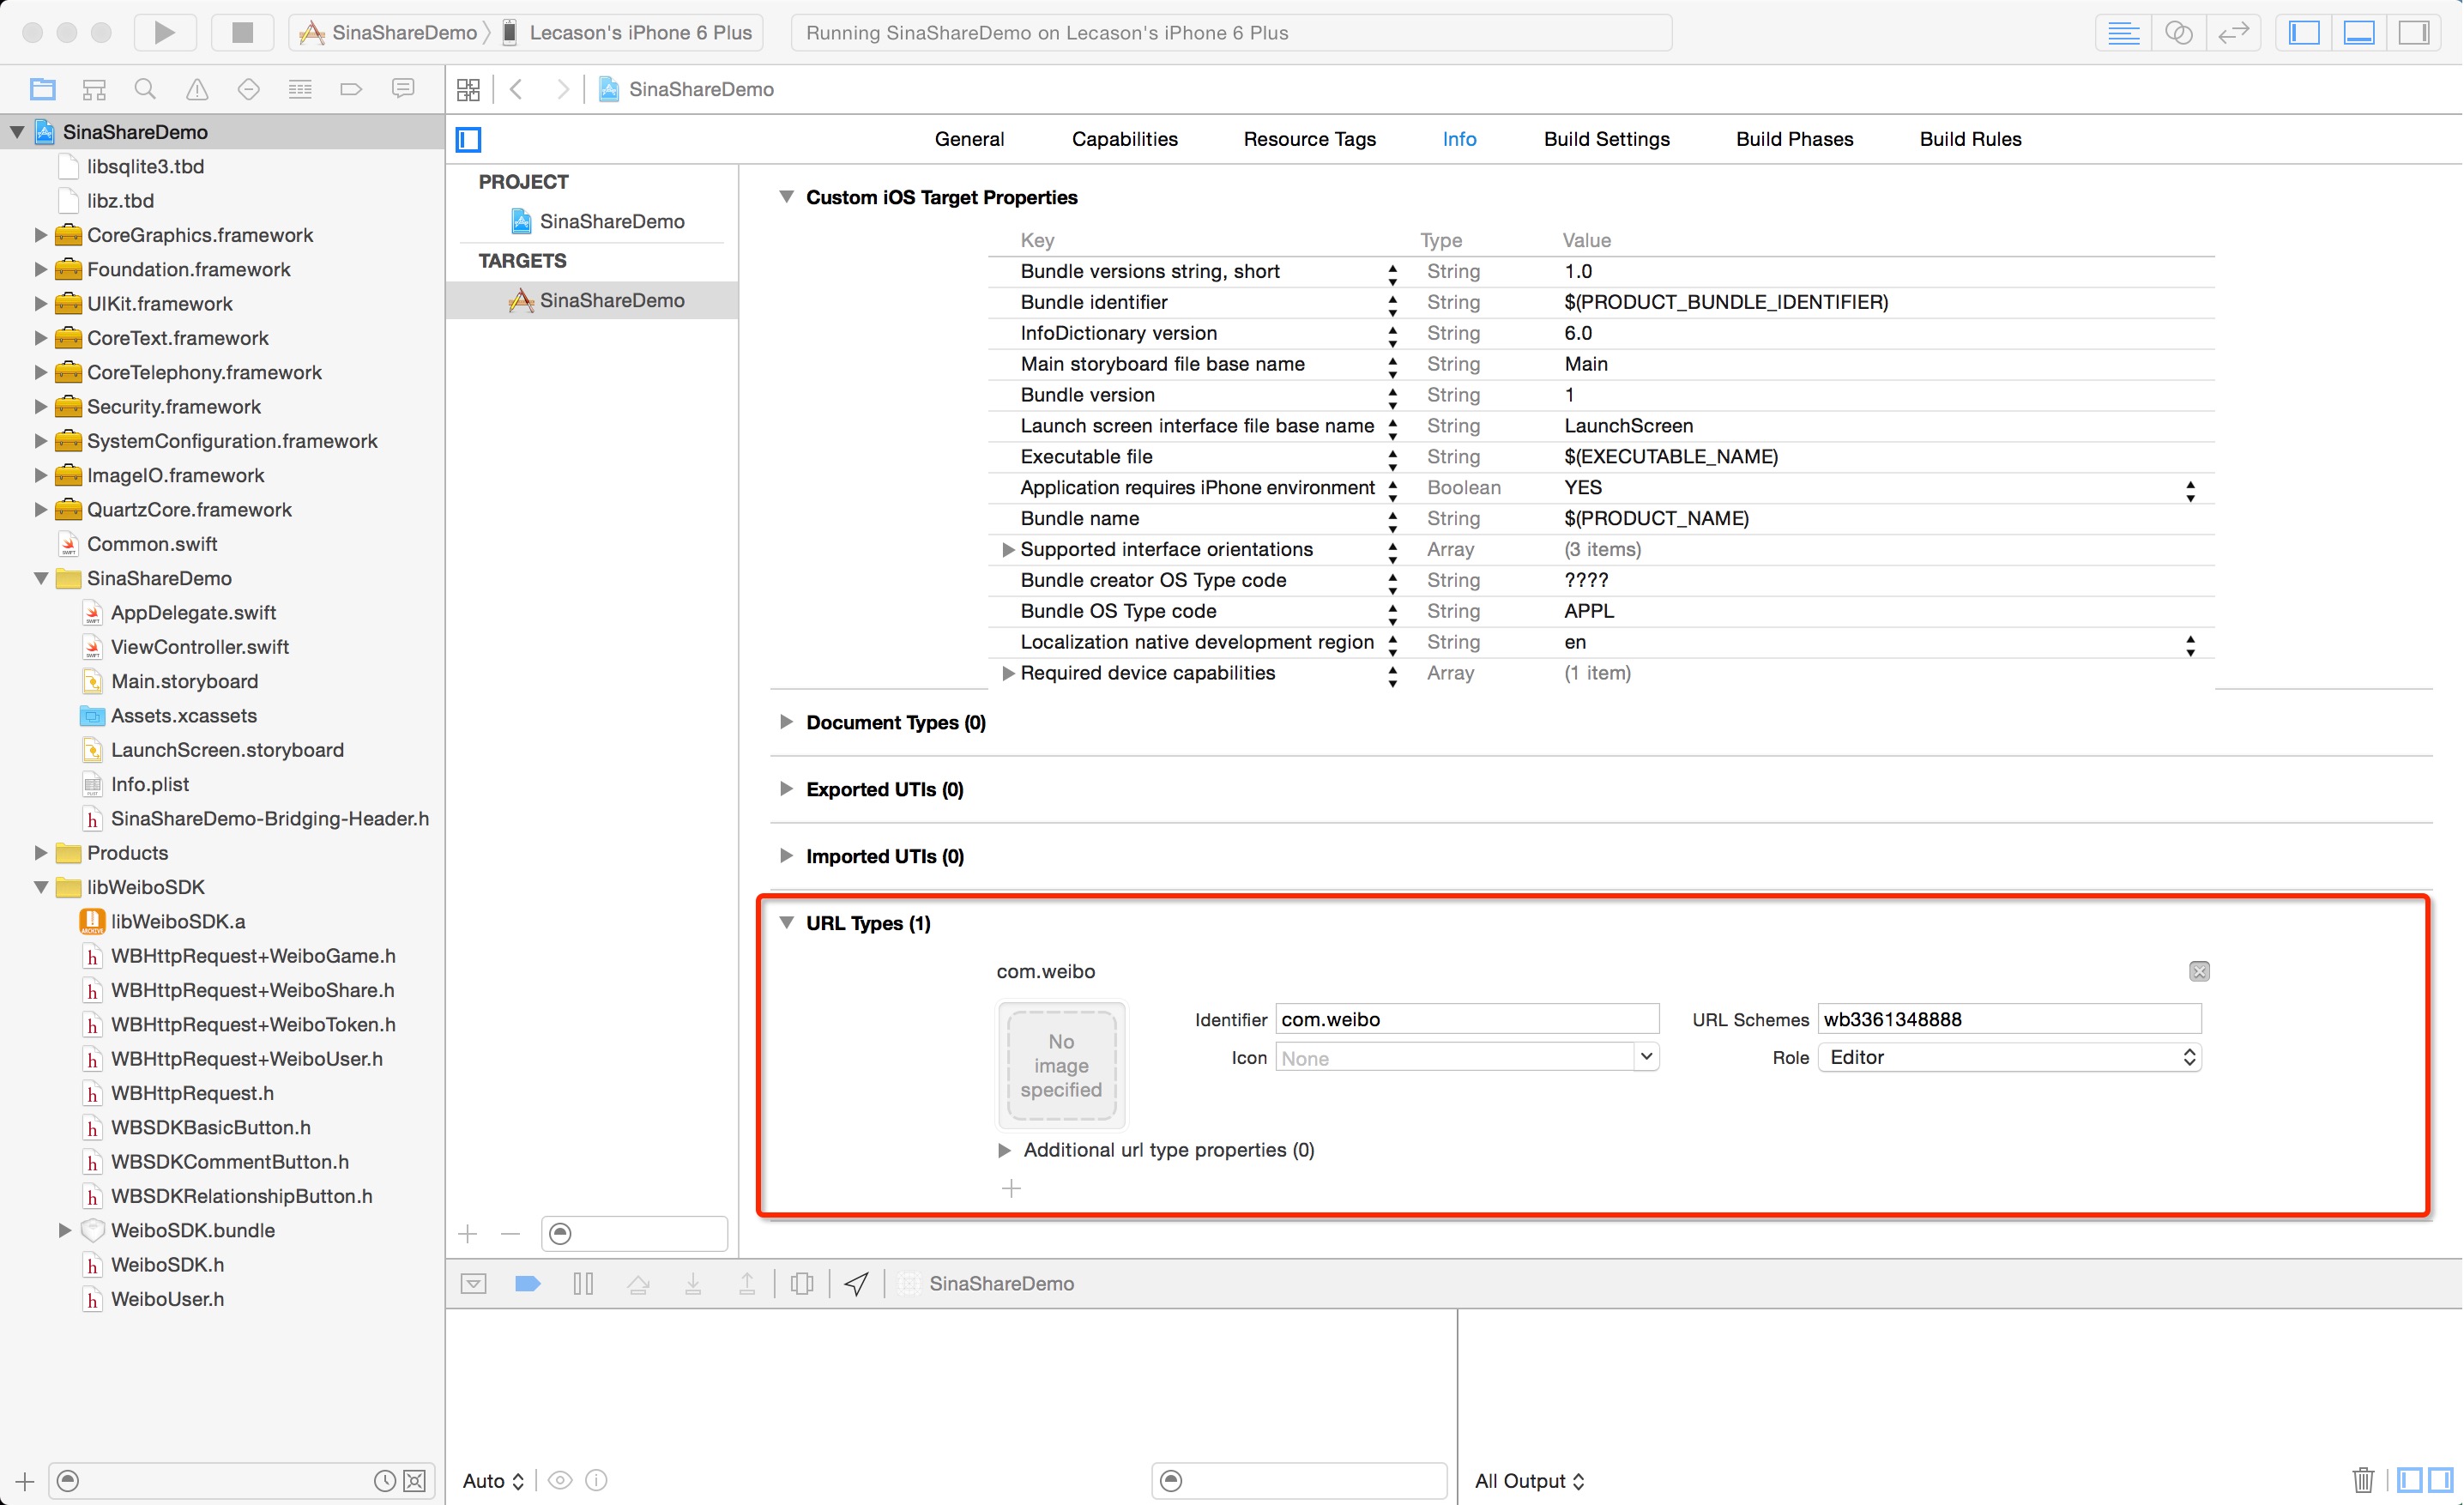 SinaShareDemo Lecason's iPhone 6 Plus
Running SinaShareDemo on Lecason's iPhone 6 Plus
SinaShareDemo
libsqlite3.tbd
libz.tbd
CoreGraphics.framework
Foundation.framework
UIKit.framework
CoreText.framework
CoreTelephony.framework
Security.framework
SystemConfiguration.framework
ImageIO.framework
QuartzCore.framework
Common.swift
SinaShareDemo
AppDelegate.swift
ViewController.swift
Main.storyboard
Assets.xcassets
LaunchScreen.storyboard
Info.plist
SinaShareDemo-Bridging-Header.h
Products
libWeiboSDK
libWeiboSDK.a
WBHttpRequest+WeiboGame.h
WBHttpRequest+WeiboShare.h
WBHttpRequest+WeiboToken.h
WBHttpRequest+WeiboUser.h
WBHttpRequest.h
WBSDKBasicButton.h
WBSDKCommentButton.h
WBSDKRelationshipButton.h
WeiboSDK.bundle
WeiboSDK.h
WeiboUser.h
SinaShareDemo
General Capabilities Resource Tags Info Build Settings Build Phases Build Rules
PROJECT
SinaShareDemo
TARGETS
SinaShareDemo
Custom iOS Target Properties
Key Type Value
Bundle versions string, short String 1.0
Bundle identifier String $(PRODUCT_BUNDLE_IDENTIFIER)
InfoDictionary version String 6.0
Main storyboard file base name String Main
Bundle version String 1
Launch screen interface file base name String LaunchScreen
Executable file String $(EXECUTABLE_NAME)
Application requires iPhone environment Boolean YES
Bundle name String $(PRODUCT_NAME)
Supported interface orientations Array (3 items)
Bundle creator OS Type code String ????
Bundle OS Type code String APPL
Localization native development region String en
Required device capabilities Array (1 item)
Document Types (0)
Exported UTIs (0)
Imported UTIs (0)
URL Types (1)
com.weibo
No
image
specified
Identifier com.weibo URL Schemes wb3361348888
Icon None Role Editor
Additional url type properties (0)
SinaShareDemo
Auto
All Output